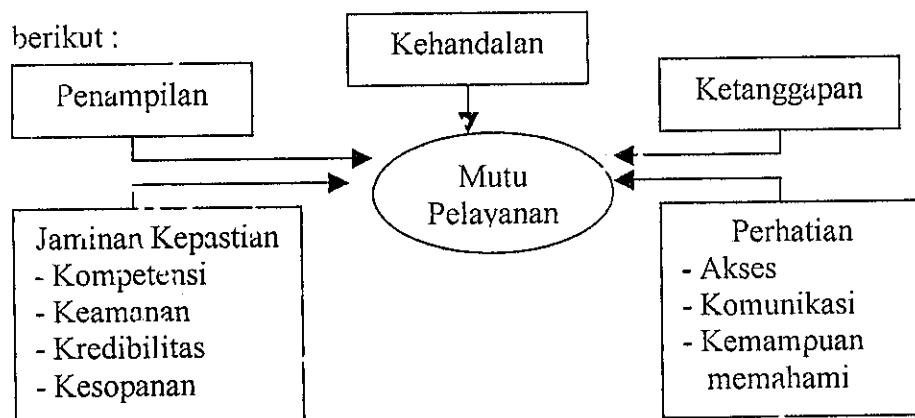 berikut :
Kehandalan
Penampilan
Ketanggapan
Mutu
Pelayanan
Jaminan Kepastian
- Kompetensi
- Keamanan
- Kredibilitas
- Kesopanan
Perhatian
- Akses
- Komunikasi
- Kemampuan
memahami